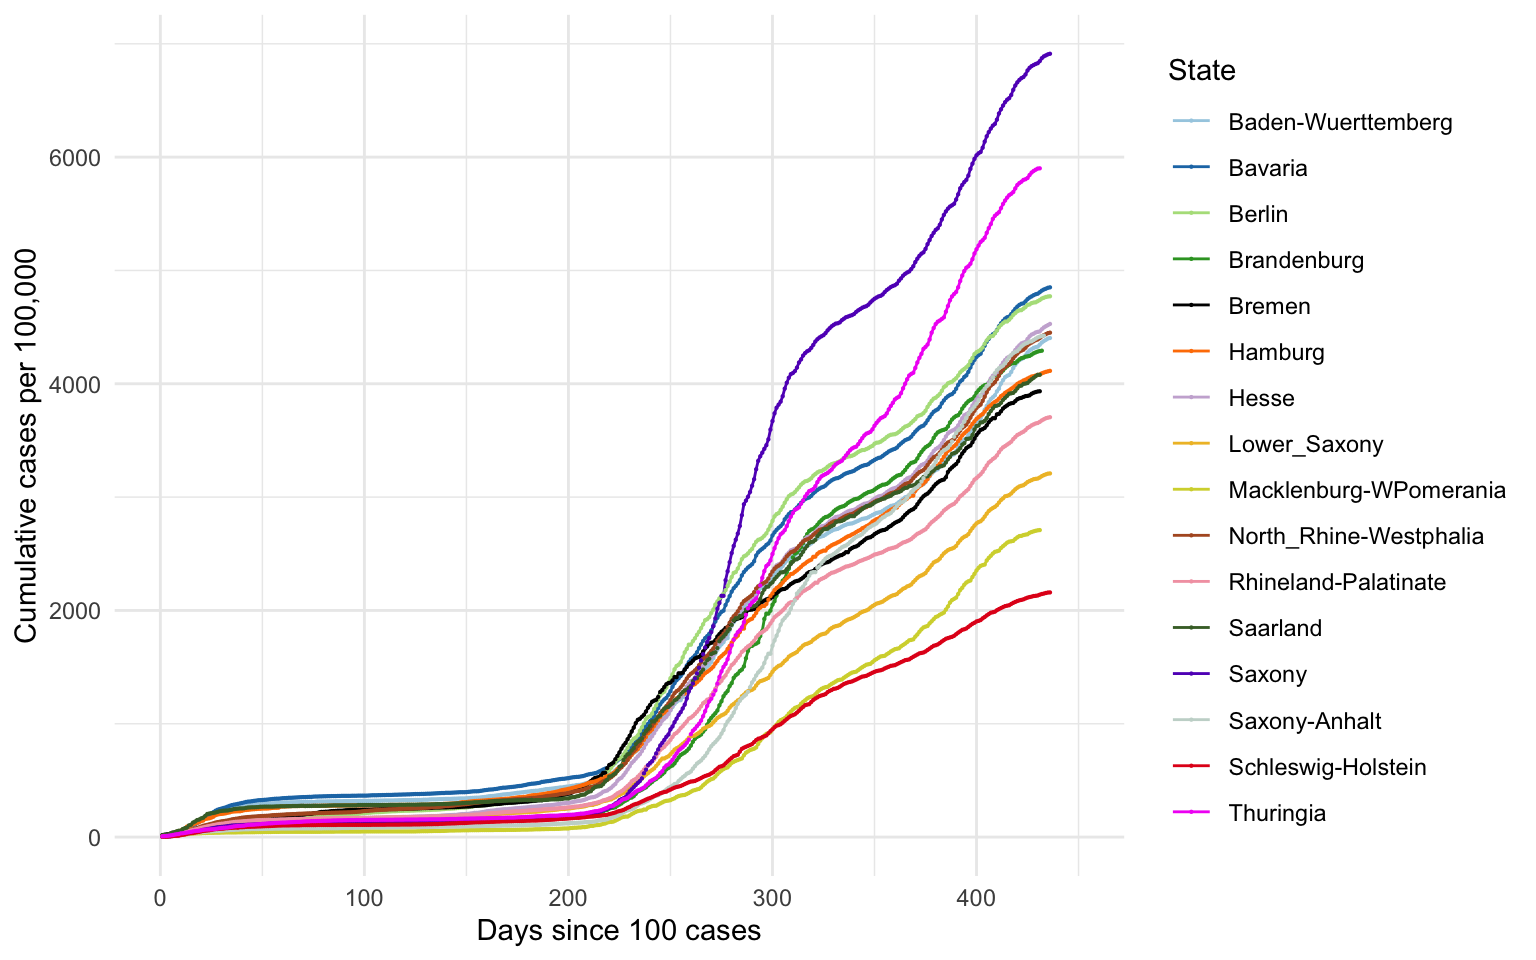 6000
4000
2000
0
Cumulative cases per 100,000
0 100 200 300 400
Days since 100 cases
State
Baden-Wuerttemberg
Bavaria
Berlin
Brandenburg
Bremen
Hamburg
Hesse
Lower_Saxony
Macklenburg-WPomerania
North_Rhine-Westphalia
Rhineland-Palatinate
Saarland
Saxony
Saxony-Anhalt
Schleswig-Holstein
Thuringia